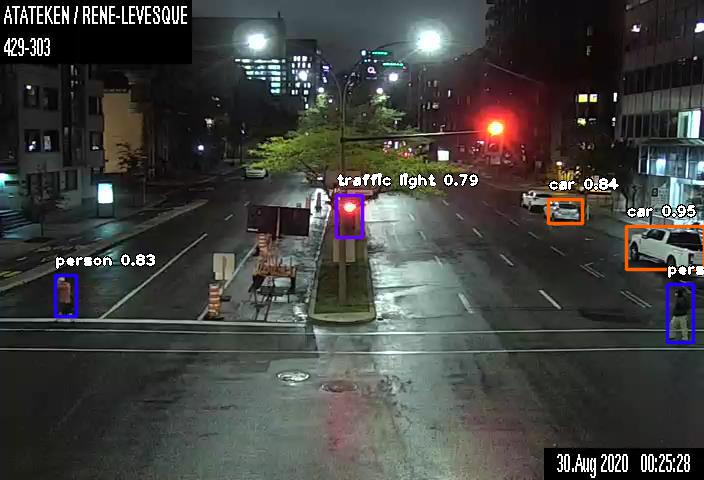 ATATEKEN / RENE-LEVESQUE
429-303
traffic light 0.79
car 0.84
car 0.95
person 0.83
pers
30.Aug 2020 00:25:28